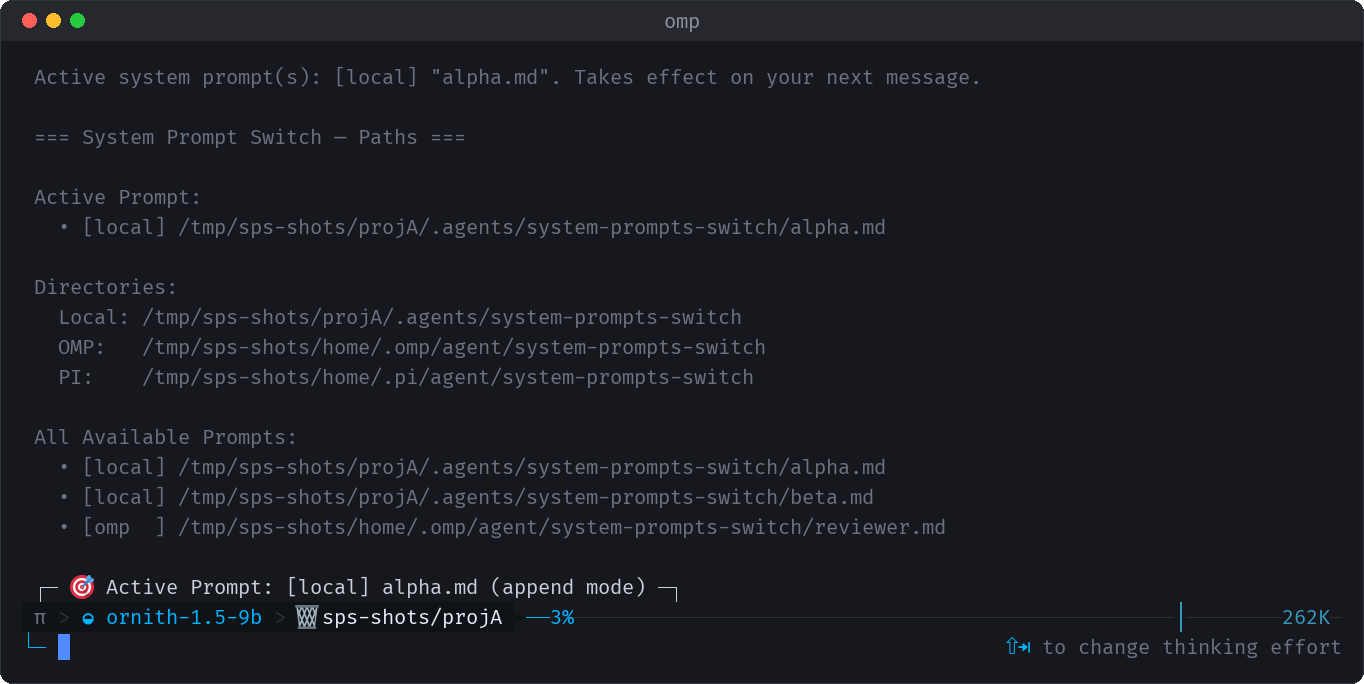 omp
Active system prompt(s): [local] "alpha.md". Takes effect on your next message.
=== System Prompt Switch — Paths ===
Active Prompt:
• [local] /tmp/sps-shots/projA/.agents/system-prompts-switch/alpha.md
Directories:
Local: /tmp/sps-shots/projA/.agents/system-prompts-switch
OMP:   /tmp/sps-shots/home/.omp/agent/system-prompts-switch
PI:    /tmp/sps-shots/home/.pi/agent/system-prompts-switch
All Available Prompts:
• [local] /tmp/sps-shots/projA/.agents/system-prompts-switch/alpha.md
• [local] /tmp/sps-shots/projA/.agents/system-prompts-switch/beta.md
• [omp  ] /tmp/sps-shots/home/.omp/agent/system-prompts-switch/reviewer.md
🎯 Active Prompt: [local] alpha.md (append mode)
π > ornith-1.5-9b > sps-shots/projA 3% 262K
⇧⇥ to change thinking effort